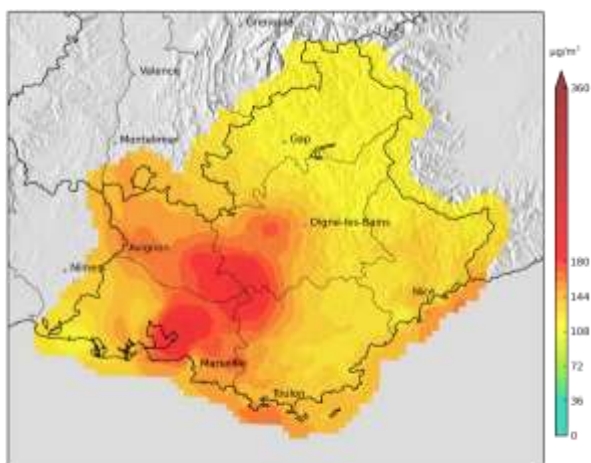 Grenoble
µg/m³
Valence
360
Montelimar
Gap
Digne-les-Bains
Avignon
180
Nimes
Nice
144
108
Marseille
72
Toulon
36
0